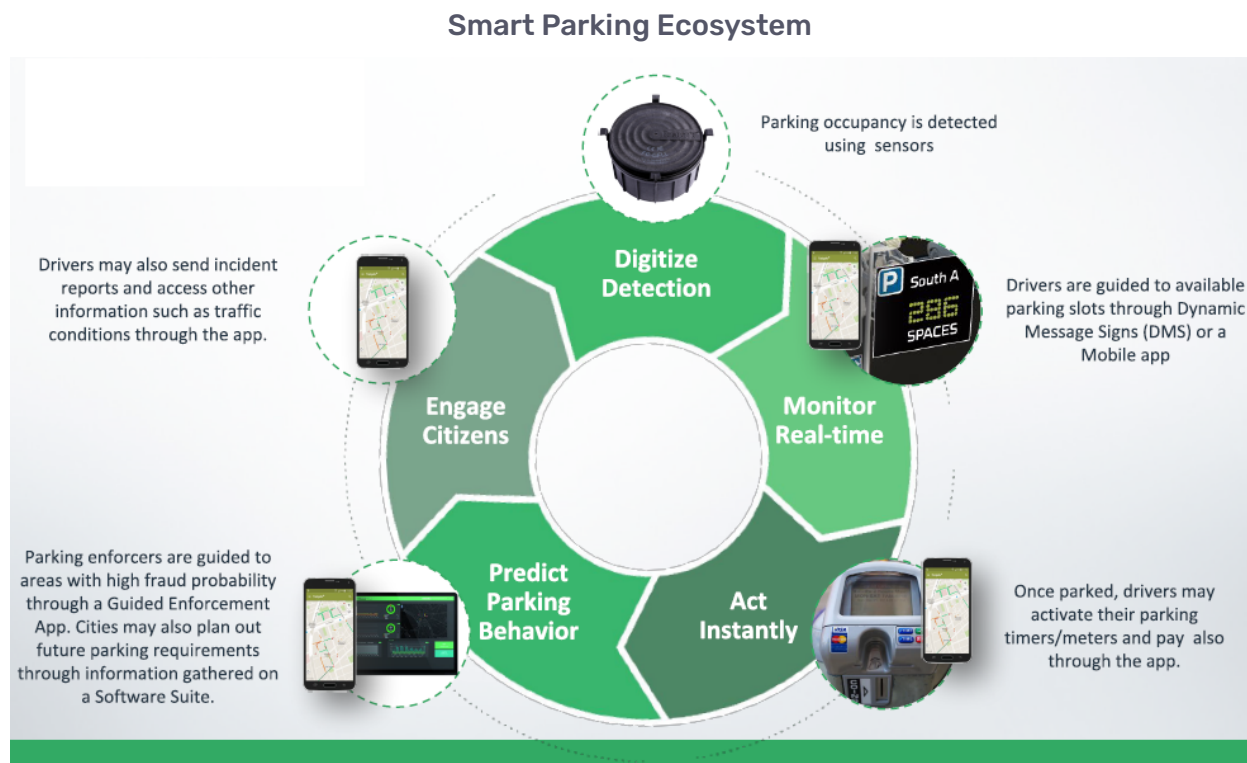 Smart Parking Ecosystem
Parking occupancy is detected
using sensors
Digitize
Detection
Drivers may also send incident
reports and access other
information such as traffic
conditions through the app.
South A
296
SPACES
P
Drivers are guided to available
parking slots through Dynamic
Message Signs (DMS) or a
Mobile app
Engage
Citizens
Monitor
Real-time
Parking enforcers are guided to
areas with high fraud probability
through a Guided Enforcement
App. Cities may also plan out
future parking requirements
through information gathered on
a Software Suite.
Predict
Parking
Behavior
Act
Instantly
VISA
Once parked, drivers may
activate their parking
timers/meters and pay also
through the app.